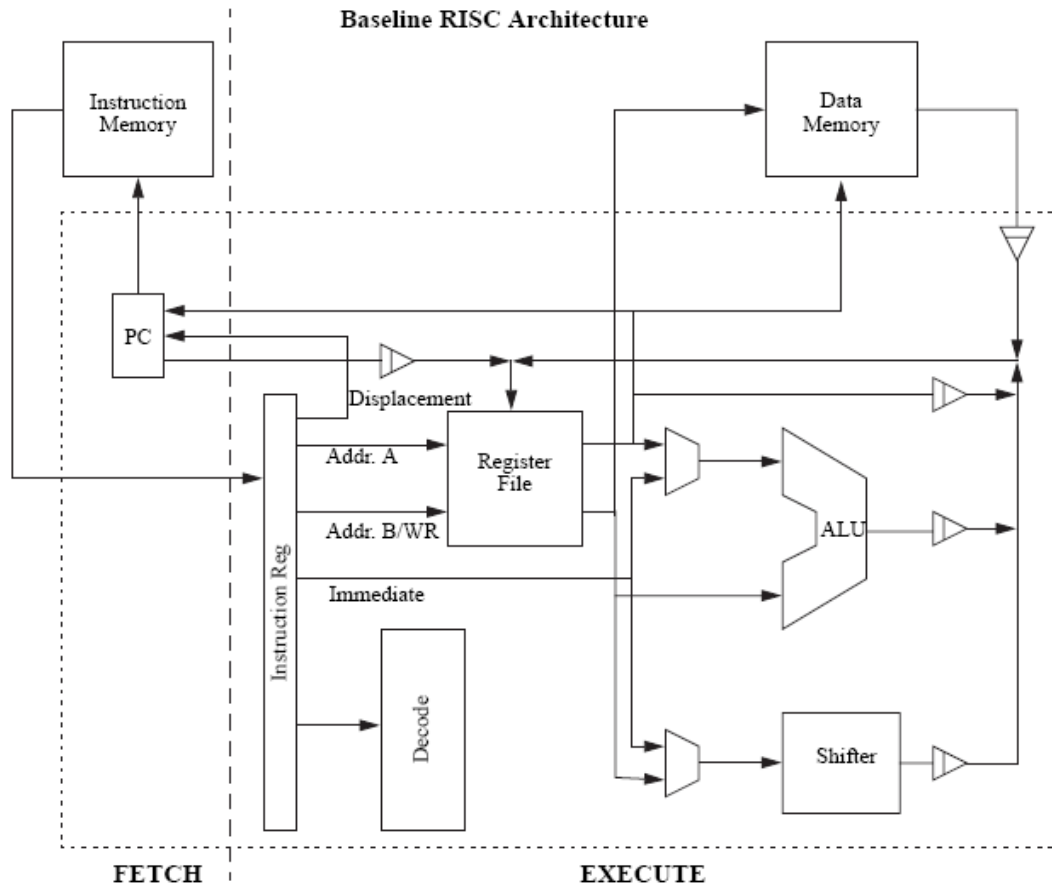 Baseline RISC Architecture
Instruction
Memory
Data
Memory
PC
Displacement
Addr. A
Register
File
Addr. B/WR
ALU
Immediate
Instruction Reg
Decode
Shifter
FETCH
EXECUTE